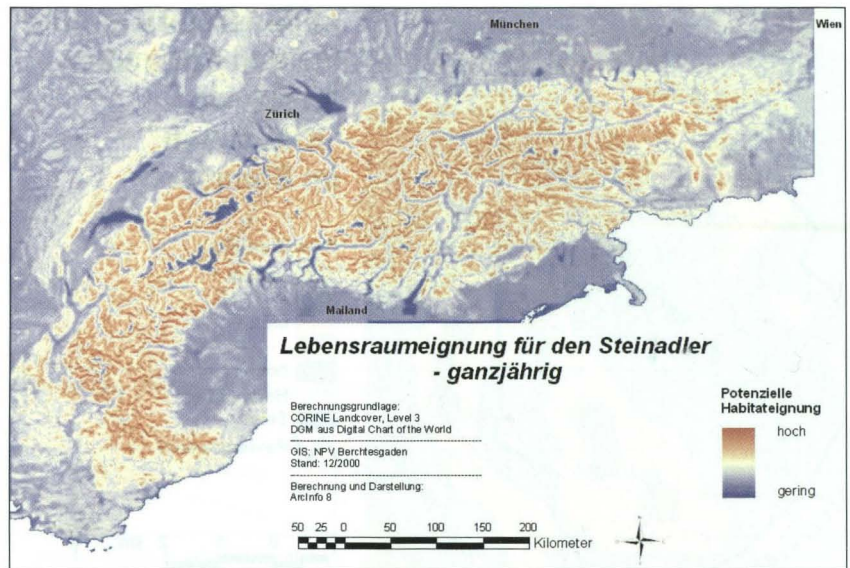 München
Wien
Zürich
Mailand
Lebensraumeignung für den Steinadler
- ganzjährig
Berechnungsgrundlage:
CORINE Landcover, Level 3
DGM aus Digital Chart of the World
GIS: NPV Berchtesgaden
Stand: 12/2000
Berechnung und Darstellung:
ArcInfo 8
50 25 0 50 100 150 200
Kilometer
Potenzielle
Habitateignung
hoch
gering